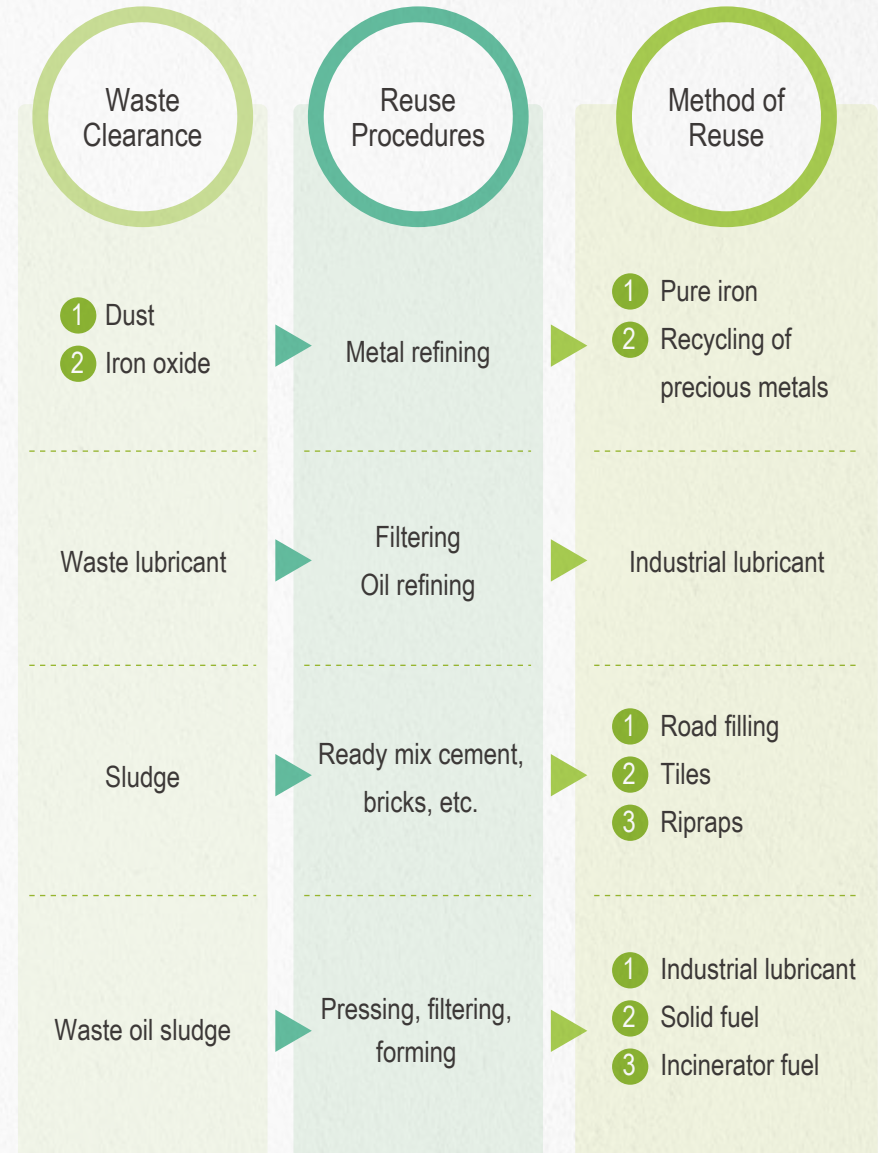 Waste
Clearance
Reuse
Procedures
Method of
Reuse
1 Dust
2 Iron oxide
Metal refining
1 Pure iron
2 Recycling of
precious metals
Waste lubricant
Filtering
Oil refining
Industrial lubricant
Sludge
Ready mix cement,
bricks, etc.
1 Road filling
2 Tiles
3 Ripraps
Waste oil sludge
Pressing, filtering,
forming
1 Industrial lubricant
2 Solid fuel
3 Incinerator fuel